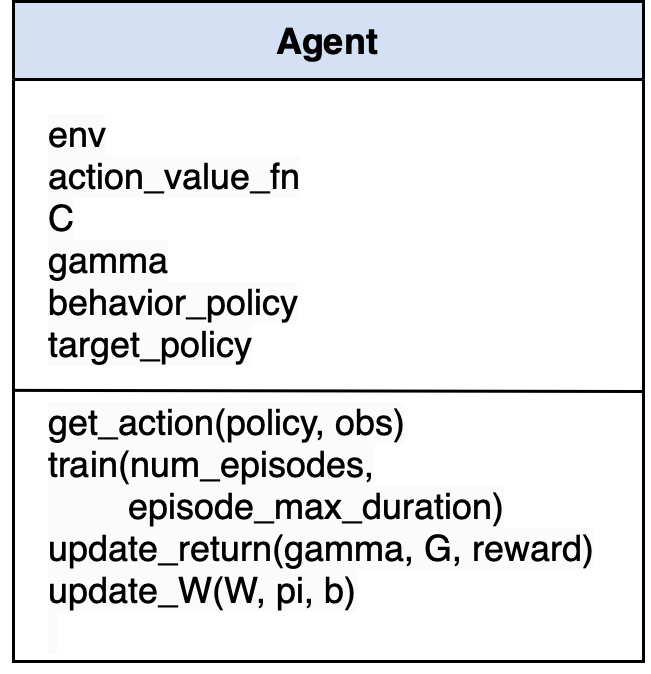 Agent
env
action_value_fn
C
gamma
behavior_policy
target_policy
get_action(policy, obs)
train(num_episodes,
episode_max_duration)
update_return(gamma, G, reward)
update_W(W, pi, b)